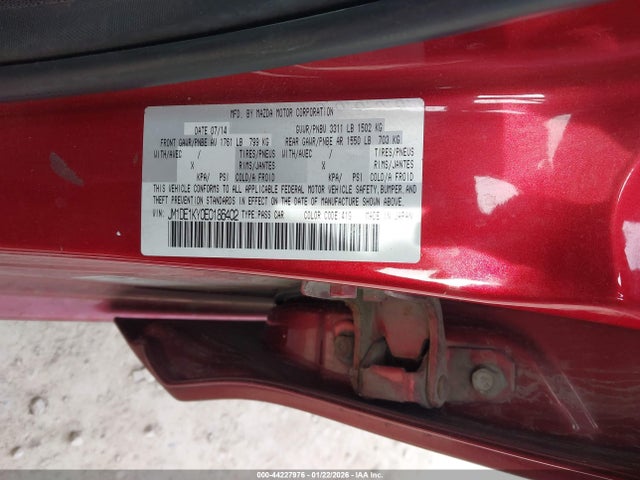 MFD. BY MAZDA MOTOR CORPORATION
DATE 07/14 GVWR/PNBV 3311 LB 1502 KG
FRONT GAWR/PNBE AV 1761 LB 799 KG REAR GAWR/PNBE AR 1550 LB 703 KG
WITH/AVEC / TIRES/PNEUS WITH/AVEC / TIRES/PNEUS
X RIMS/JANTES X RIMS/JANTES
KPA/ PSI COLD/A FROID KPA/ PSI COLD/A FROID
THIS VEHICLE CONFORMS TO ALL APPLICABLE FEDERAL MOTOR VEHICLE SAFETY, BUMPER, AND
THEFT PREVENTION STANDARDS IN EFFECT ON THE DATE OF MANUFACTURE SHOWN ABOVE.
VIN: JM1DE1KY0E0186402 TYPE PASS CAR COLOR CODE 41G MADE IN JAPAN
000-44227976 - 01/22/2026 - COPYRIGHT IAA, LLC